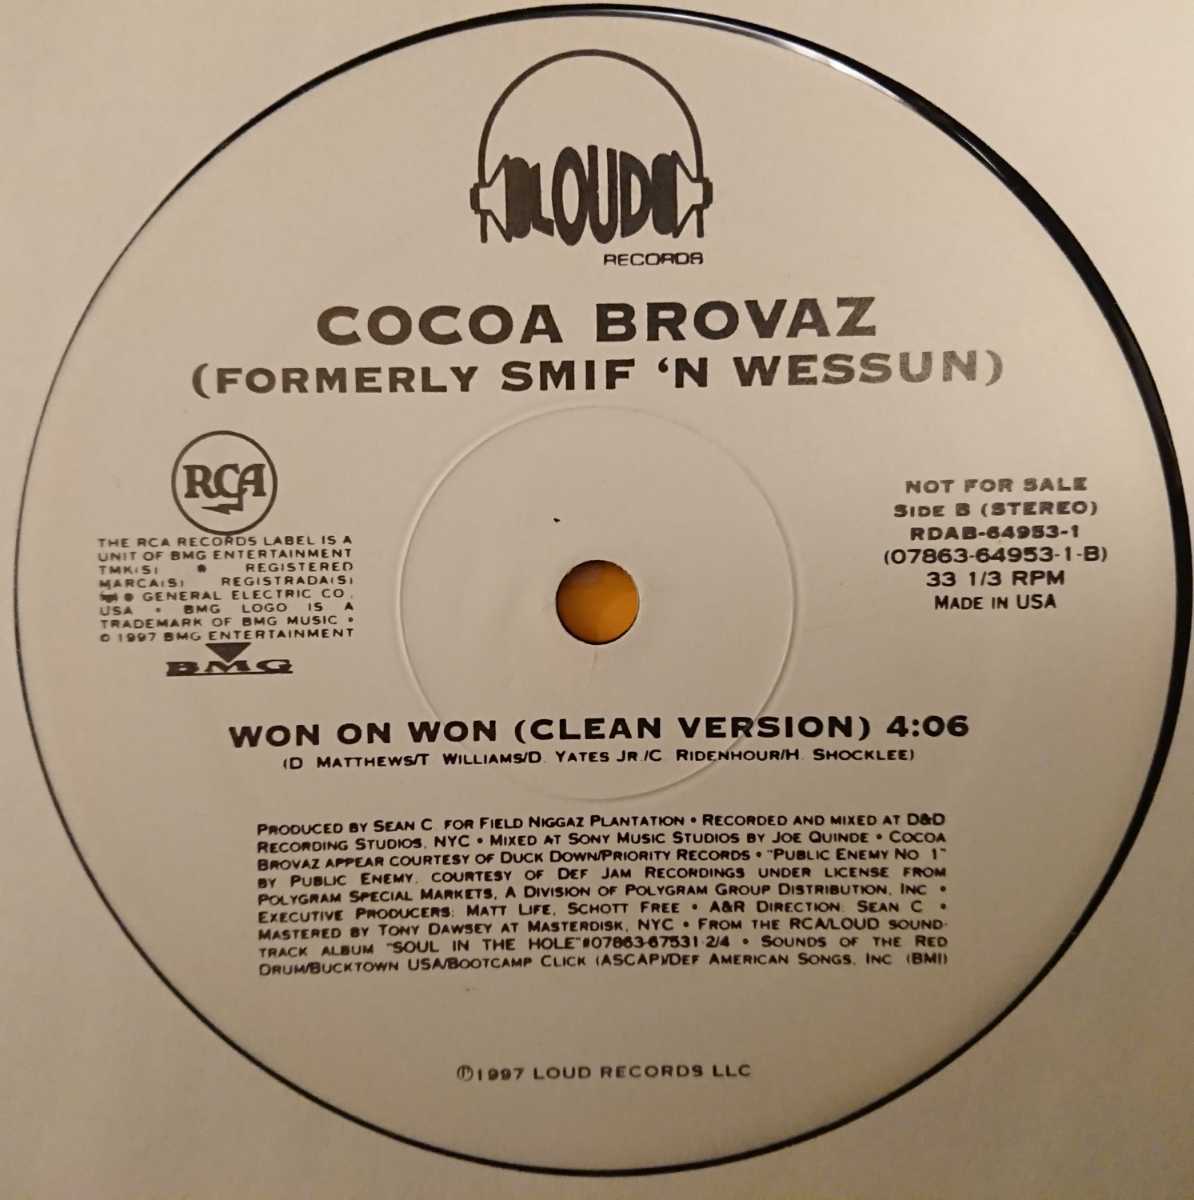 LOUD
RECORDS
COCOA BROVAZ
(FORMERLY SMIF 'N WESSUN)
RCA
THE RCA RECORDS LABEL IS A
UNIT OF BMG ENTERTAINMENT
TMK(S) ® REGISTERED
MARCA(S) REGISTRADA(S)
® GENERAL ELECTRIC CO.,
USA • BMG LOGO IS A
TRADEMARK OF BMG MUSIC •
© 1997 BMG ENTERTAINMENT
BMG
NOT FOR SALE
SIDE B (STEREO)
RDAB-64953-1
(07863-64953-1-B)
33 1/3 RPM
MADE IN USA
WON ON WON (CLEAN VERSION) 4:06
(D. MATTHEWS/T. WILLIAMS/D. YATES JR./C. RIDENHOUR/H. SHOCKLEE)
PRODUCED BY SEAN C. FOR FIELD NIGGAZ PLANTATION • RECORDED AND MIXED AT D&D
RECORDING STUDIOS, NYC • MIXED AT SONY MUSIC STUDIOS BY JOE QUINDE • COCOA
BROVAZ APPEAR COURTESY OF DUCK DOWN/PRIORITY RECORDS • "PUBLIC ENEMY NO. 1"
BY PUBLIC ENEMY, COURTESY OF DEF JAM RECORDINGS UNDER LICENSE FROM
POLYGRAM SPECIAL MARKETS, A DIVISION OF POLYGRAM GROUP DISTRIBUTION, INC. •
EXECUTIVE PRODUCERS: MATT LIFE, SCHOTT FREE • A&R DIRECTION: SEAN C. •
MASTERED BY TONY DAWSEY AT MASTERDISK, NYC • FROM THE RCA/LOUD SOUND-
TRACK ALBUM "SOUL IN THE HOLE"#07863-67531-2/4 • SOUNDS OF THE RED
DRUM/BUCKTOWN USA/BOOTCAMP CLICK (ASCAP)/DEF AMERICAN SONGS, INC. (BMI)
℗1997 LOUD RECORDS LLC